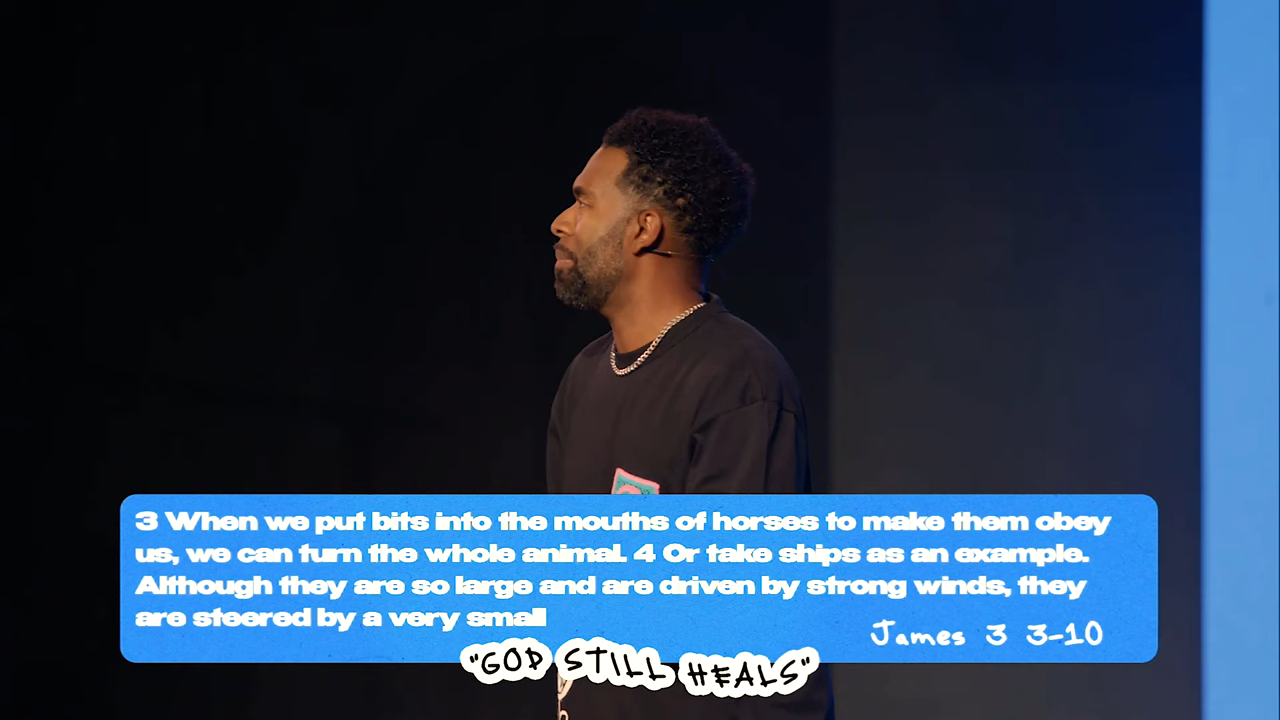 3 When we put bits into the mouths of horses to make them obey
us, we can turn the whole animal. 4 Or take ships as an example.
Although they are so large and are driven by strong winds, they
are steered by a very small
James 3 3-10
"GOD STILL HEALS"